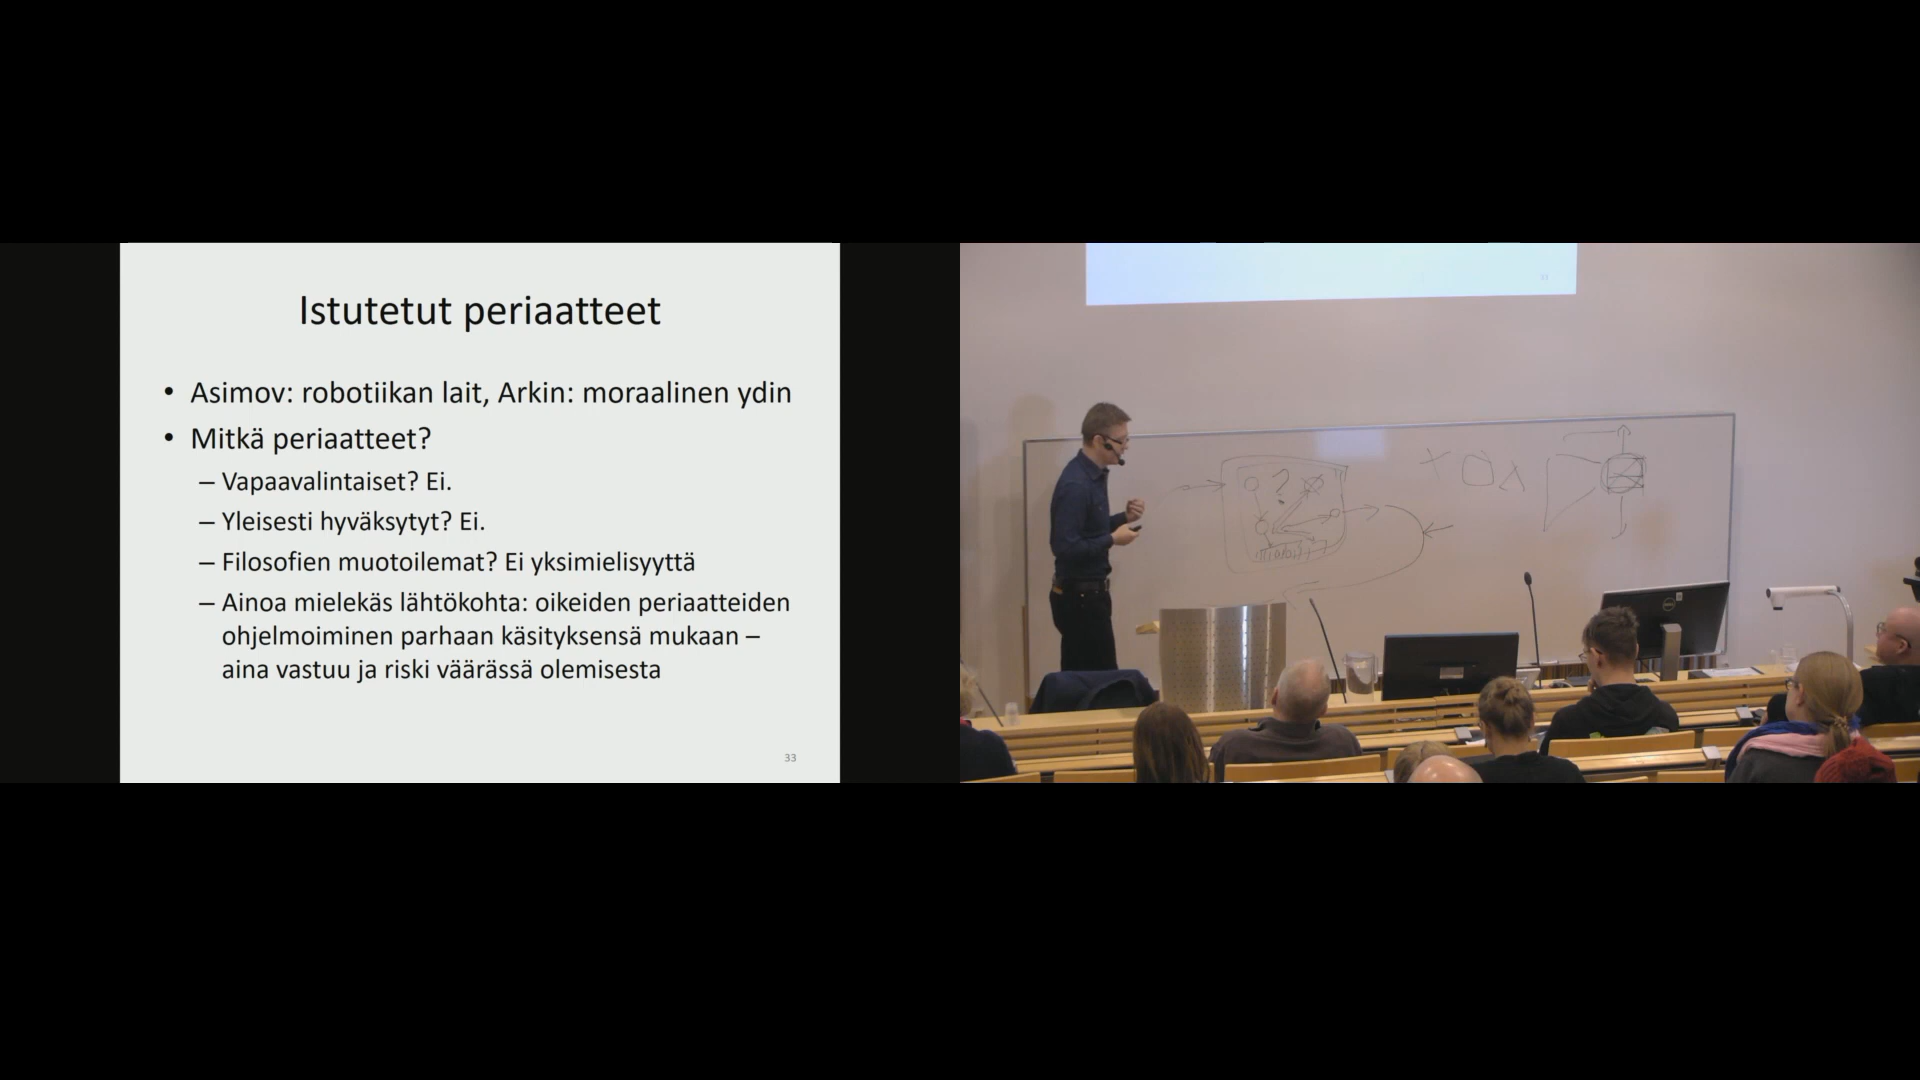 Istutetut periaatteet
• Asimov: robotiikan lait, Arkin: moraalinen ydin
• Mitkä periaatteet?
– Vapaavalintaiset? Ei.
– Yleisesti hyväksytyt? Ei.
– Filosofien muotoilemat? Ei yksimielisyyttä
– Ainoa mielekäs lähtökohta: oikeiden periaatteiden
ohjelmoiminen parhaan käsityksensä mukaan –
aina vastuu ja riski väärässä olemisesta
33
33
?